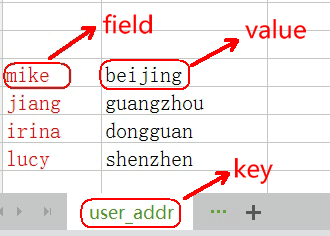 field value
mike beijing
jiang guangzhou
irina dongguan
lucy shenzhen
key
user_addr ... +